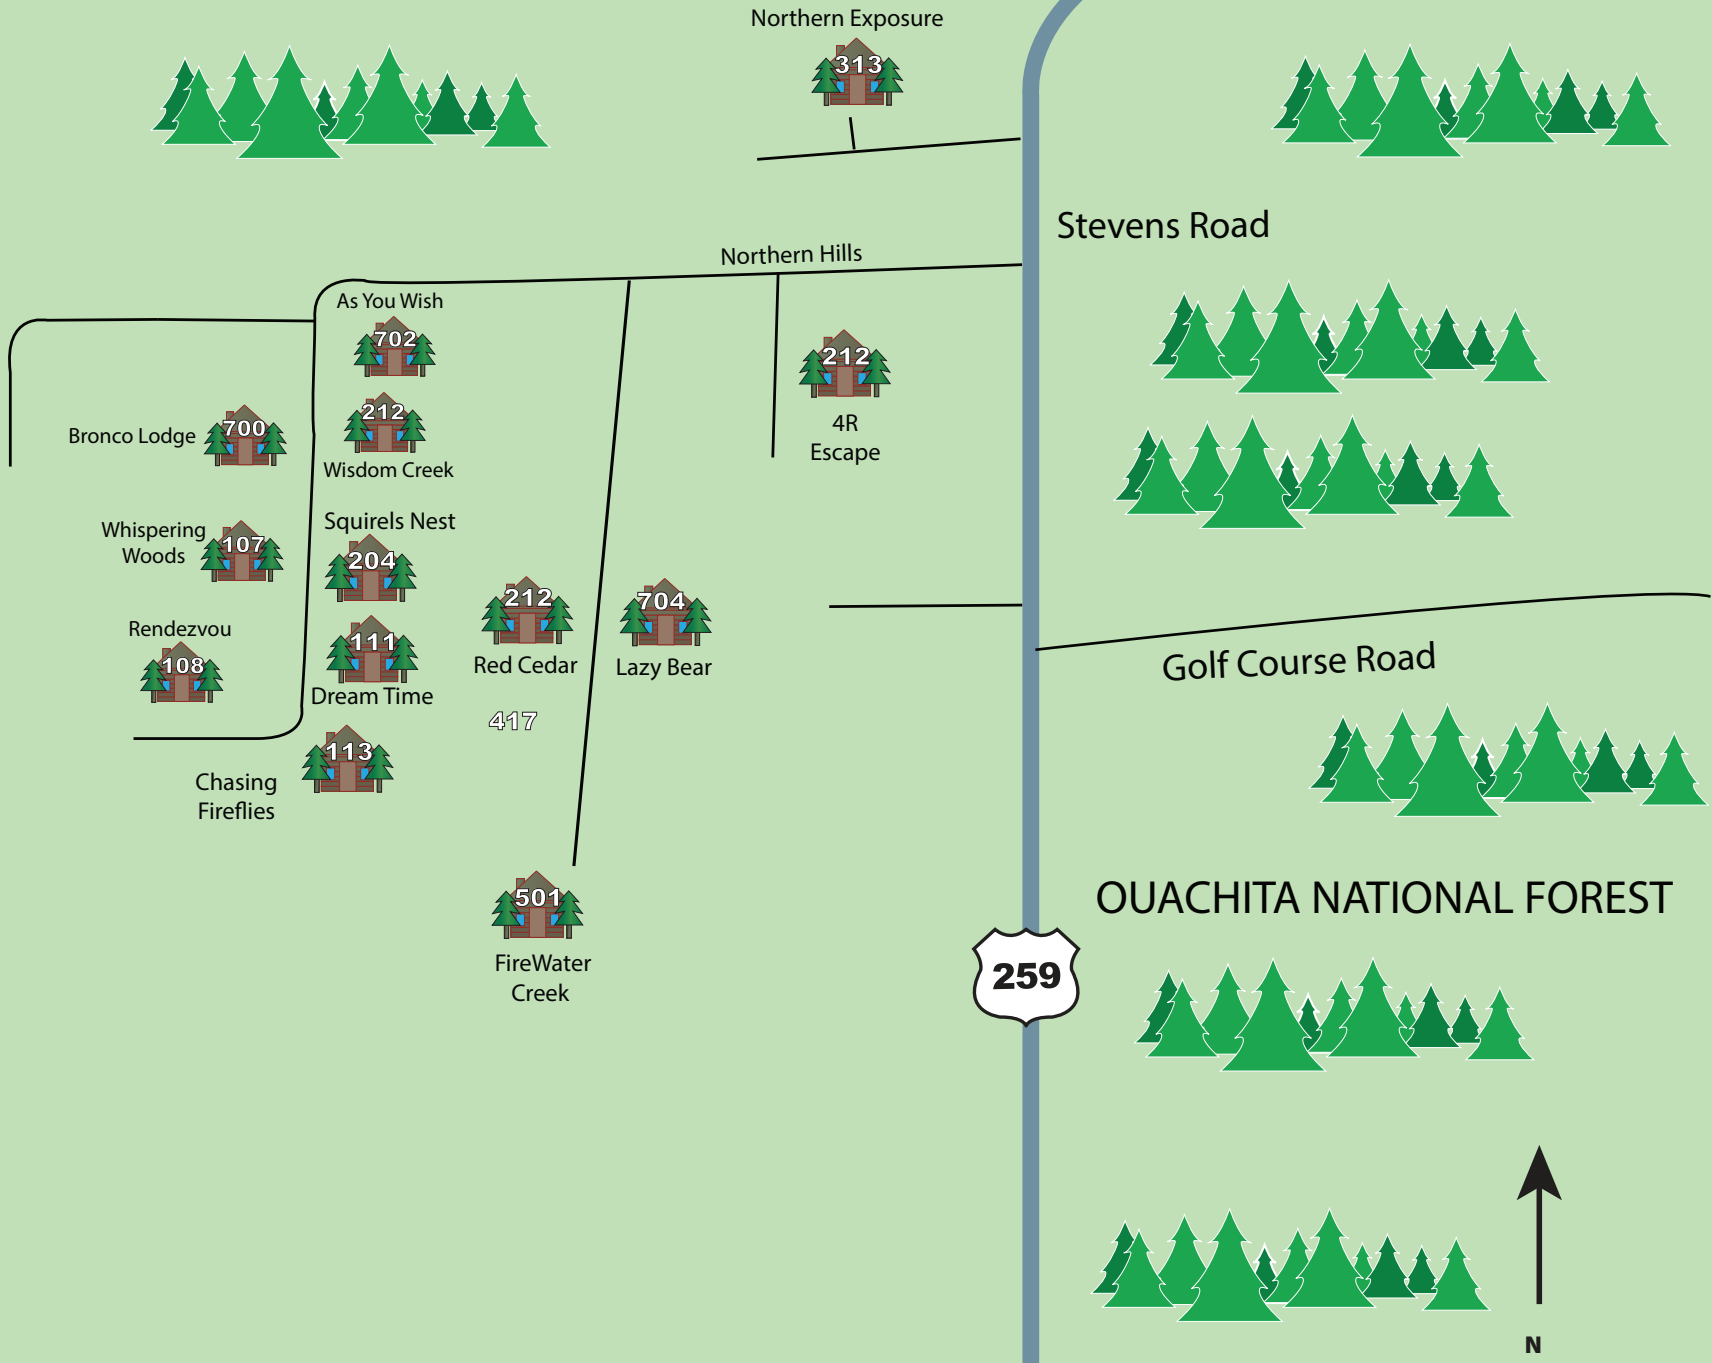 Northern Exposure
313
Stevens Road
Northern Hills
As You Wish
702
212
4R
Escape
212
Wisdom Creek
Bronco Lodge
700
Squirels Nest
204
Whispering
Woods
107
212
Red Cedar
704
Lazy Bear
Rendezvou
108
111
Dream Time
Golf Course Road
417
113
Chasing
Fireflies
501
FireWater
Creek
OUACHITA NATIONAL FOREST
259
N